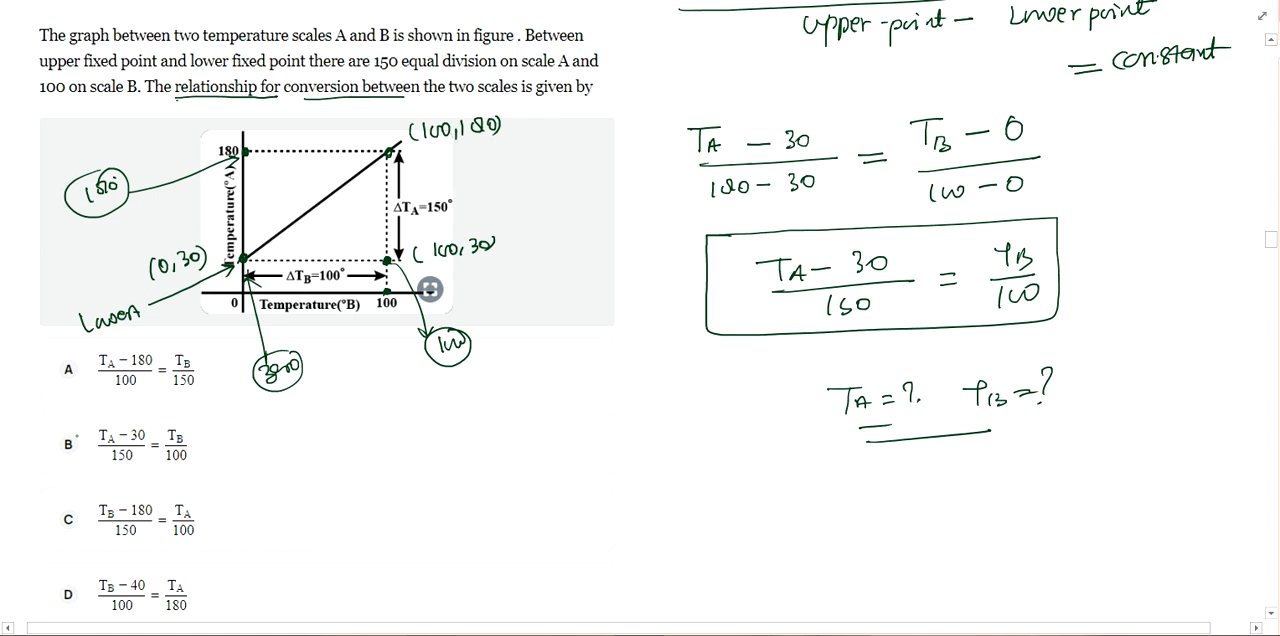 The graph between two temperature scales A and B is shown in figure . Between
upper fixed point and lower fixed point there are 150 equal division on scale A and
100 on scale B. The relationship for conversion between the two scales is given by
180
Temperature(°A)
(100,180)
180
ΔTA=150°
(0,30)
(100,30)
ΔTB=100°
0 Temperature(°B) 100
100
A (TA − 180)/100 = TB/150
B (TA − 30)/150 = TB/100
C (TB − 180)/150 = TA/100
D (TB − 40)/100 = TA/180
upper-point - Lower point
= constant
(TA - 30)/(180 - 30) = (TB - 0)/(100 - 0)
(TA - 30)/150 = TB/100
TA = ?. TB = ?